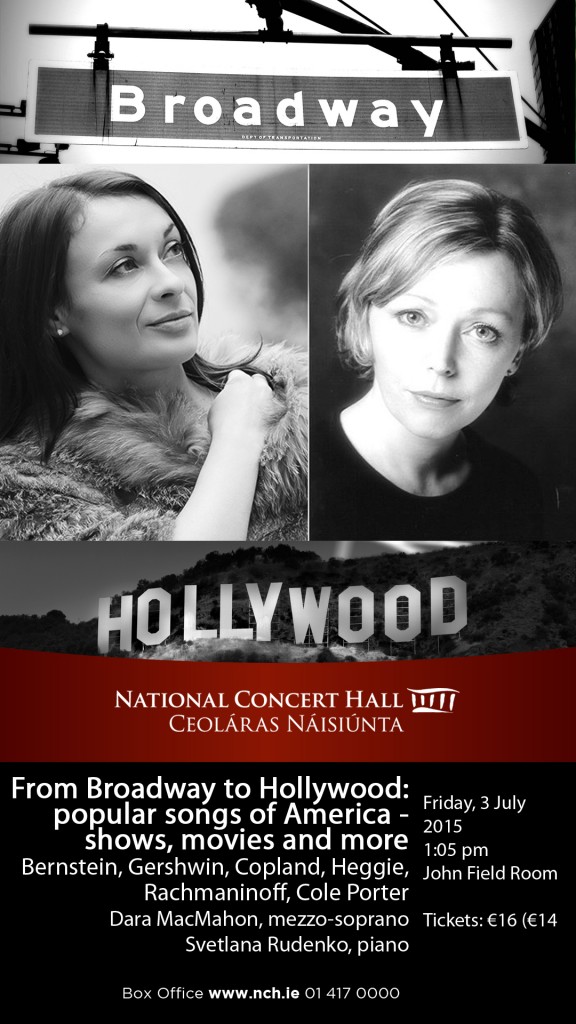 Broadway
DEPT OF TRANSPORTATION
HOLLYWOOD
NATIONAL CONCERT HALL
CEOLÁRAS NÁISIÚNTA
From Broadway to Hollywood:
popular songs of America -
shows, movies and more
Bernstein, Gershwin, Copland, Heggie,
Rachmaninoff, Cole Porter
Dara MacMahon, mezzo-soprano
Svetlana Rudenko, piano
Friday, 3 July
2015
1:05 pm
John Field Room
Tickets: €16 (€14
Box Office www.nch.ie 01 417 0000